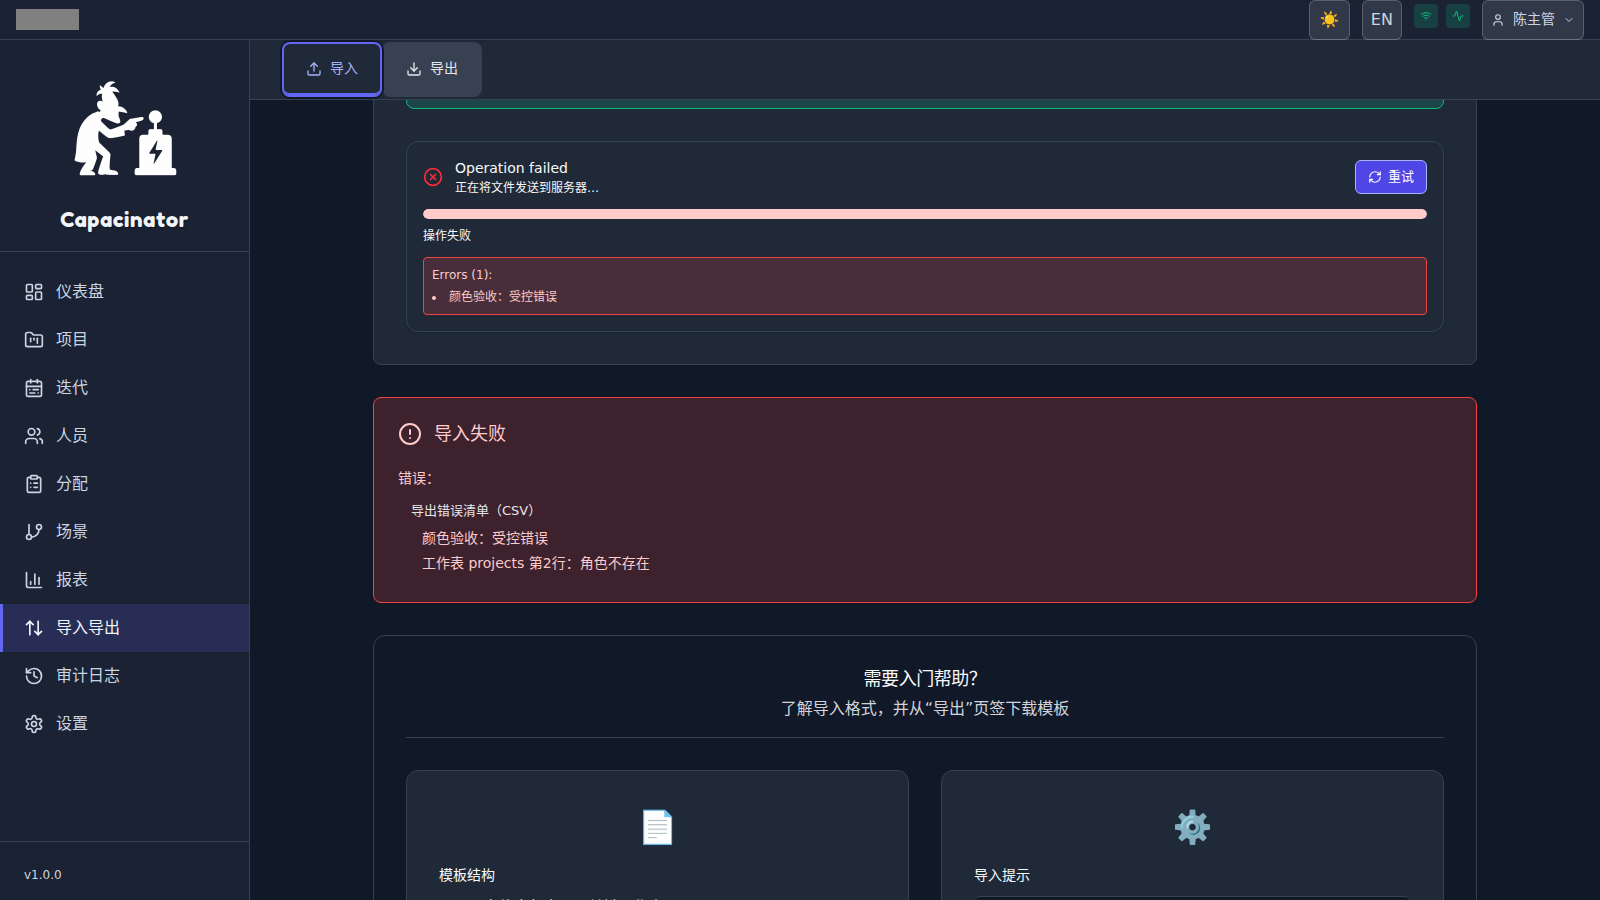 EN
陈主管
导入
导出
Capacinator
仪表盘
项目
迭代
人员
分配
场景
报表
导入导出
审计日志
设置
v1.0.0
Operation failed
正在将文件发送到服务器...
重试
操作失败
Errors (1):
颜色验收：受控错误
导入失败
错误：
导出错误清单（CSV）
颜色验收：受控错误
工作表 projects 第2行：角色不存在
需要入门帮助？
了解导入格式，并从“导出”页签下载模板
模板结构
导入提示